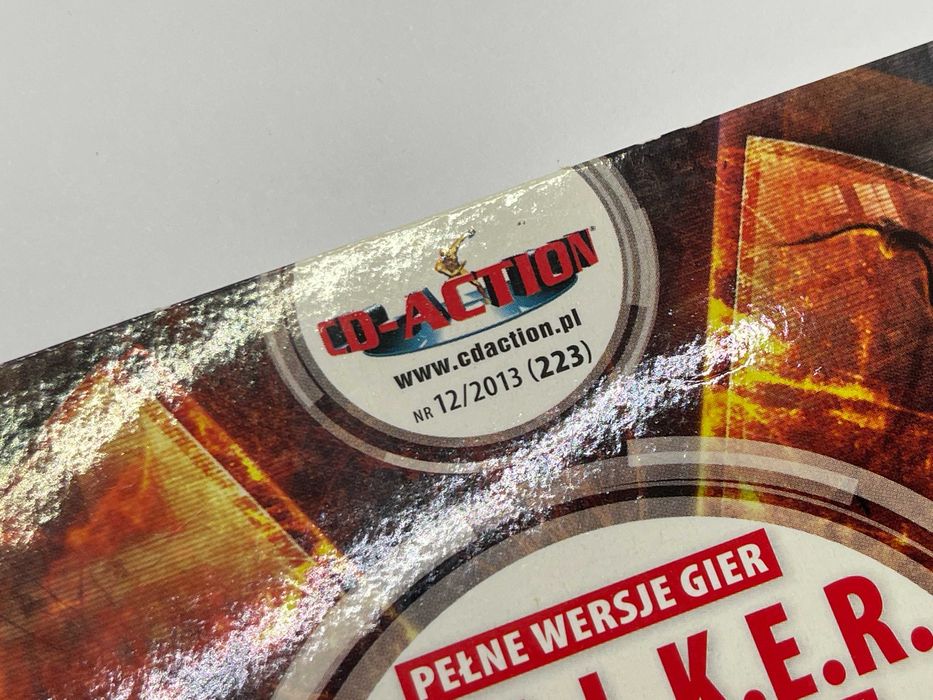 CD-ACTION
www.cdaction.pl
NR 12/2013 (223)
PEŁNE WERSJE GIER
L.K.E.R.